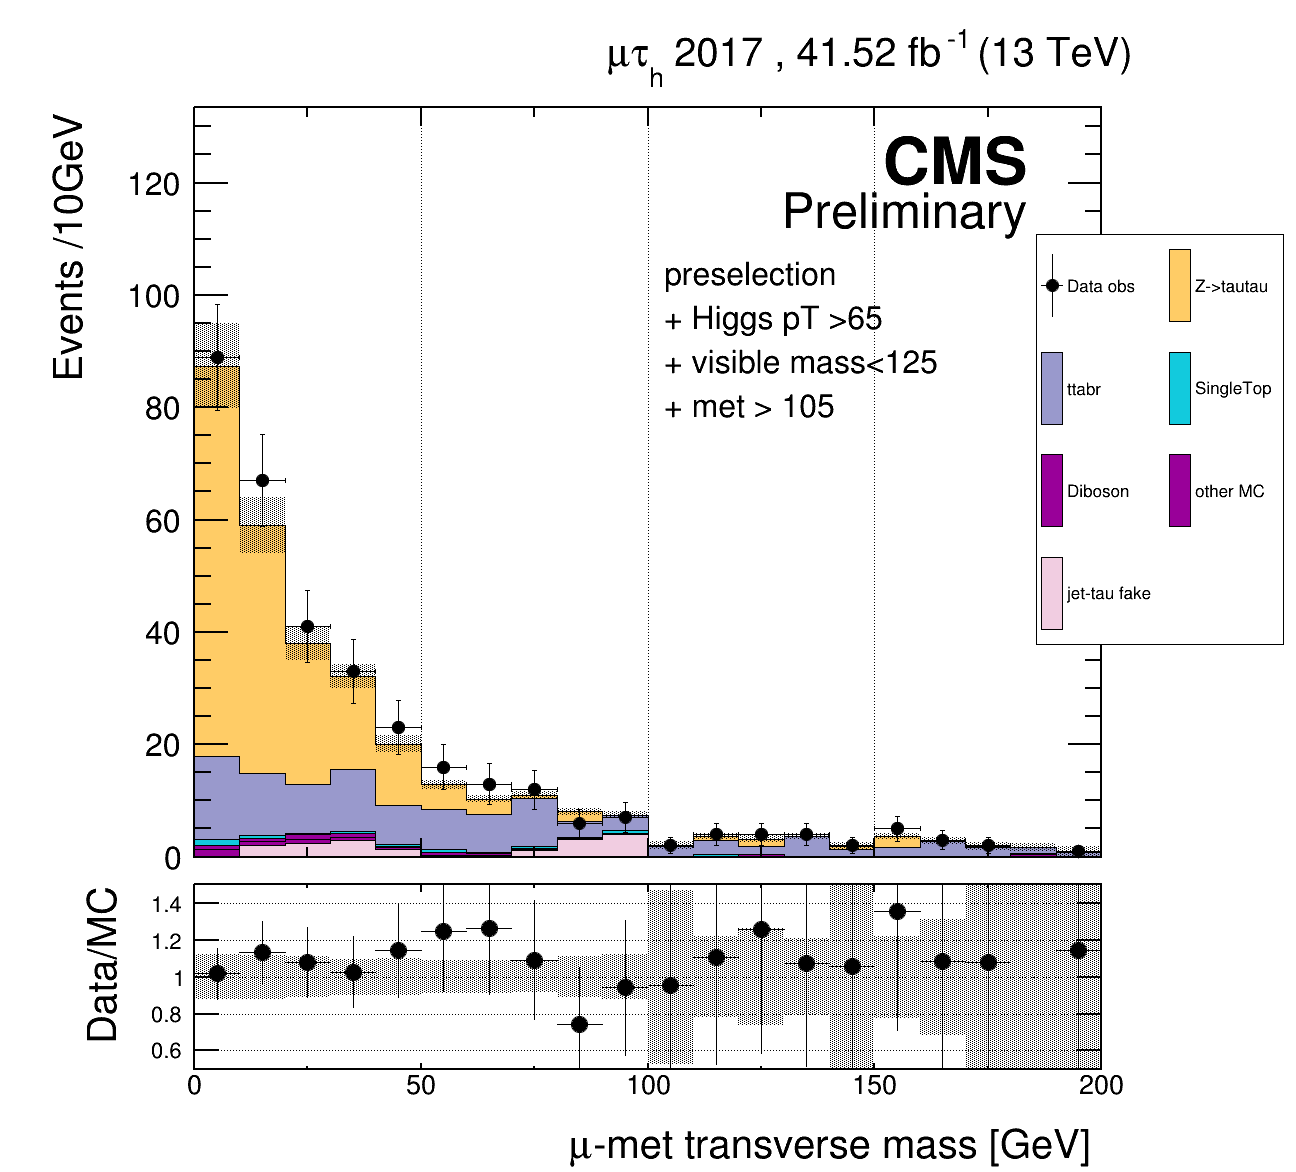 μτh 2017 , 41.52 fb-1 (13 TeV)
Events /10GeV
120
100
80
60
40
20
0
CMS
Preliminary
preselection
+ Higgs pT >65
+ visible mass<125
+ met > 105
Data obs
Z->tautau
ttabr
SingleTop
Diboson
other MC
jet-tau fake
Data/MC
1.4
1.2
1
0.8
0.6
0 50 100 150 200
μ-met transverse mass [GeV]